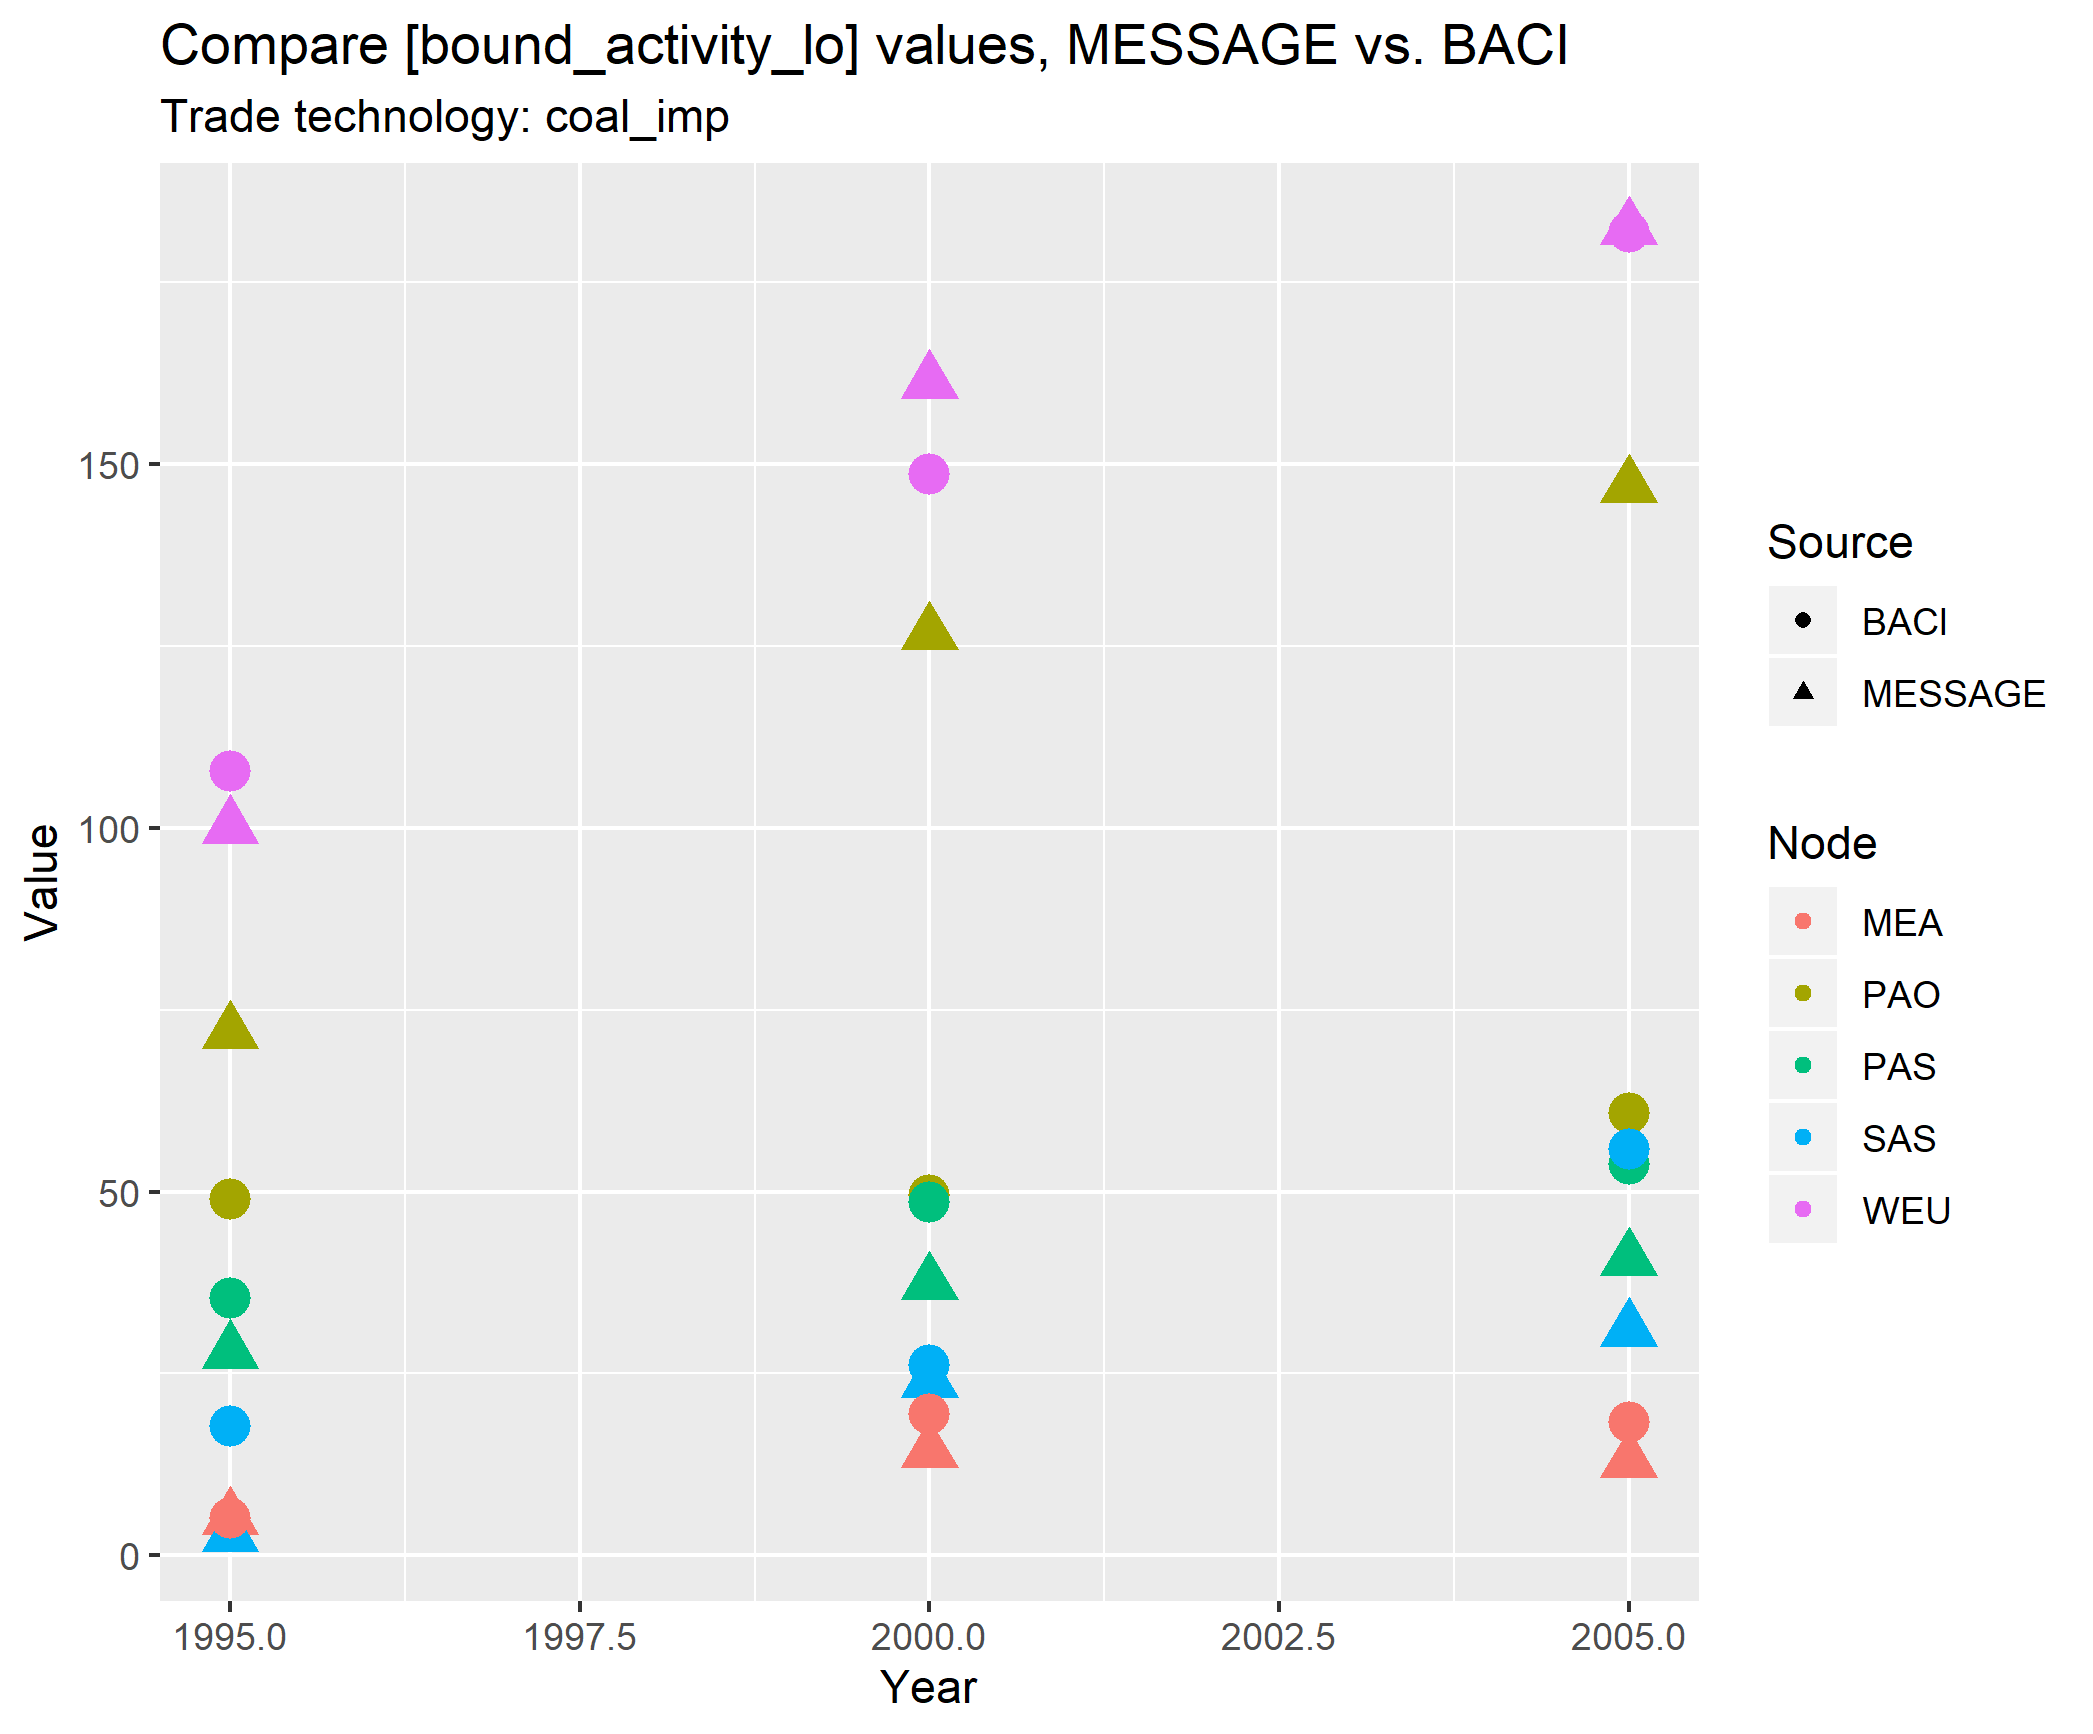 Compare [bound_activity_lo] values, MESSAGE vs. BACI
Trade technology: coal_imp
Value
150
100
50
0
1995.0
1997.5
2000.0
2002.5
2005.0
Year
Source
BACI
MESSAGE
Node
MEA
PAO
PAS
SAS
WEU